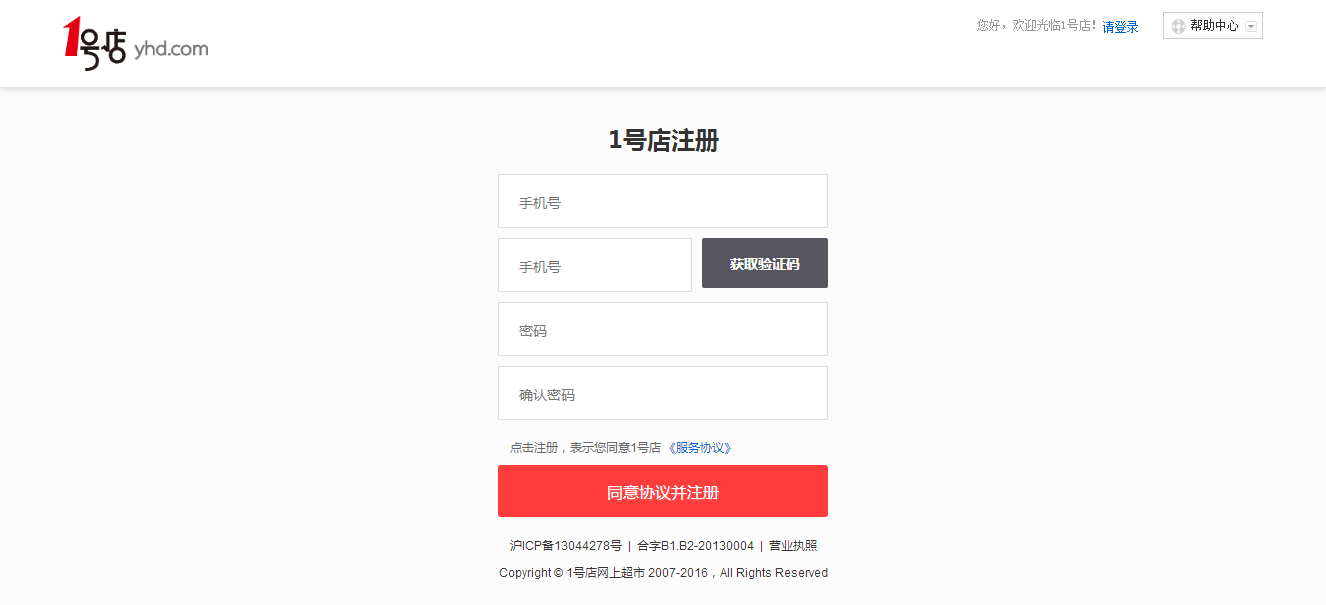 1号店 yhd.com
您好，欢迎光临1号店！ 请登录 帮助中心
1号店注册
手机号
手机号 获取验证码
密码
确认密码
点击注册，表示您同意1号店 《服务协议》
同意协议并注册
沪ICP备13044278号 | 合字B1.B2-20130004 | 营业执照
Copyright © 1号店网上超市 2007-2016，All Rights Reserved